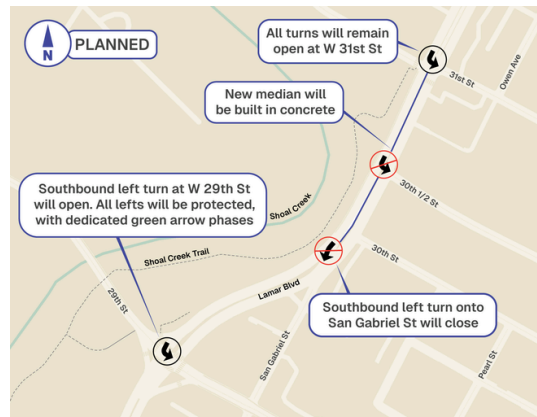 N
PLANNED
All turns will remain
open at W 31st St
31st St
Owen Ave
New median will
be built in concrete
30th 1/2 St
Southbound left turn at W 29th St
will open. All lefts will be protected,
with dedicated green arrow phases
Shoal Creek
Shoal Creek Trail
30th St
29th St
Lamar Blvd
Southbound left turn onto
San Gabriel St will close
San Gabriel St
Pearl St